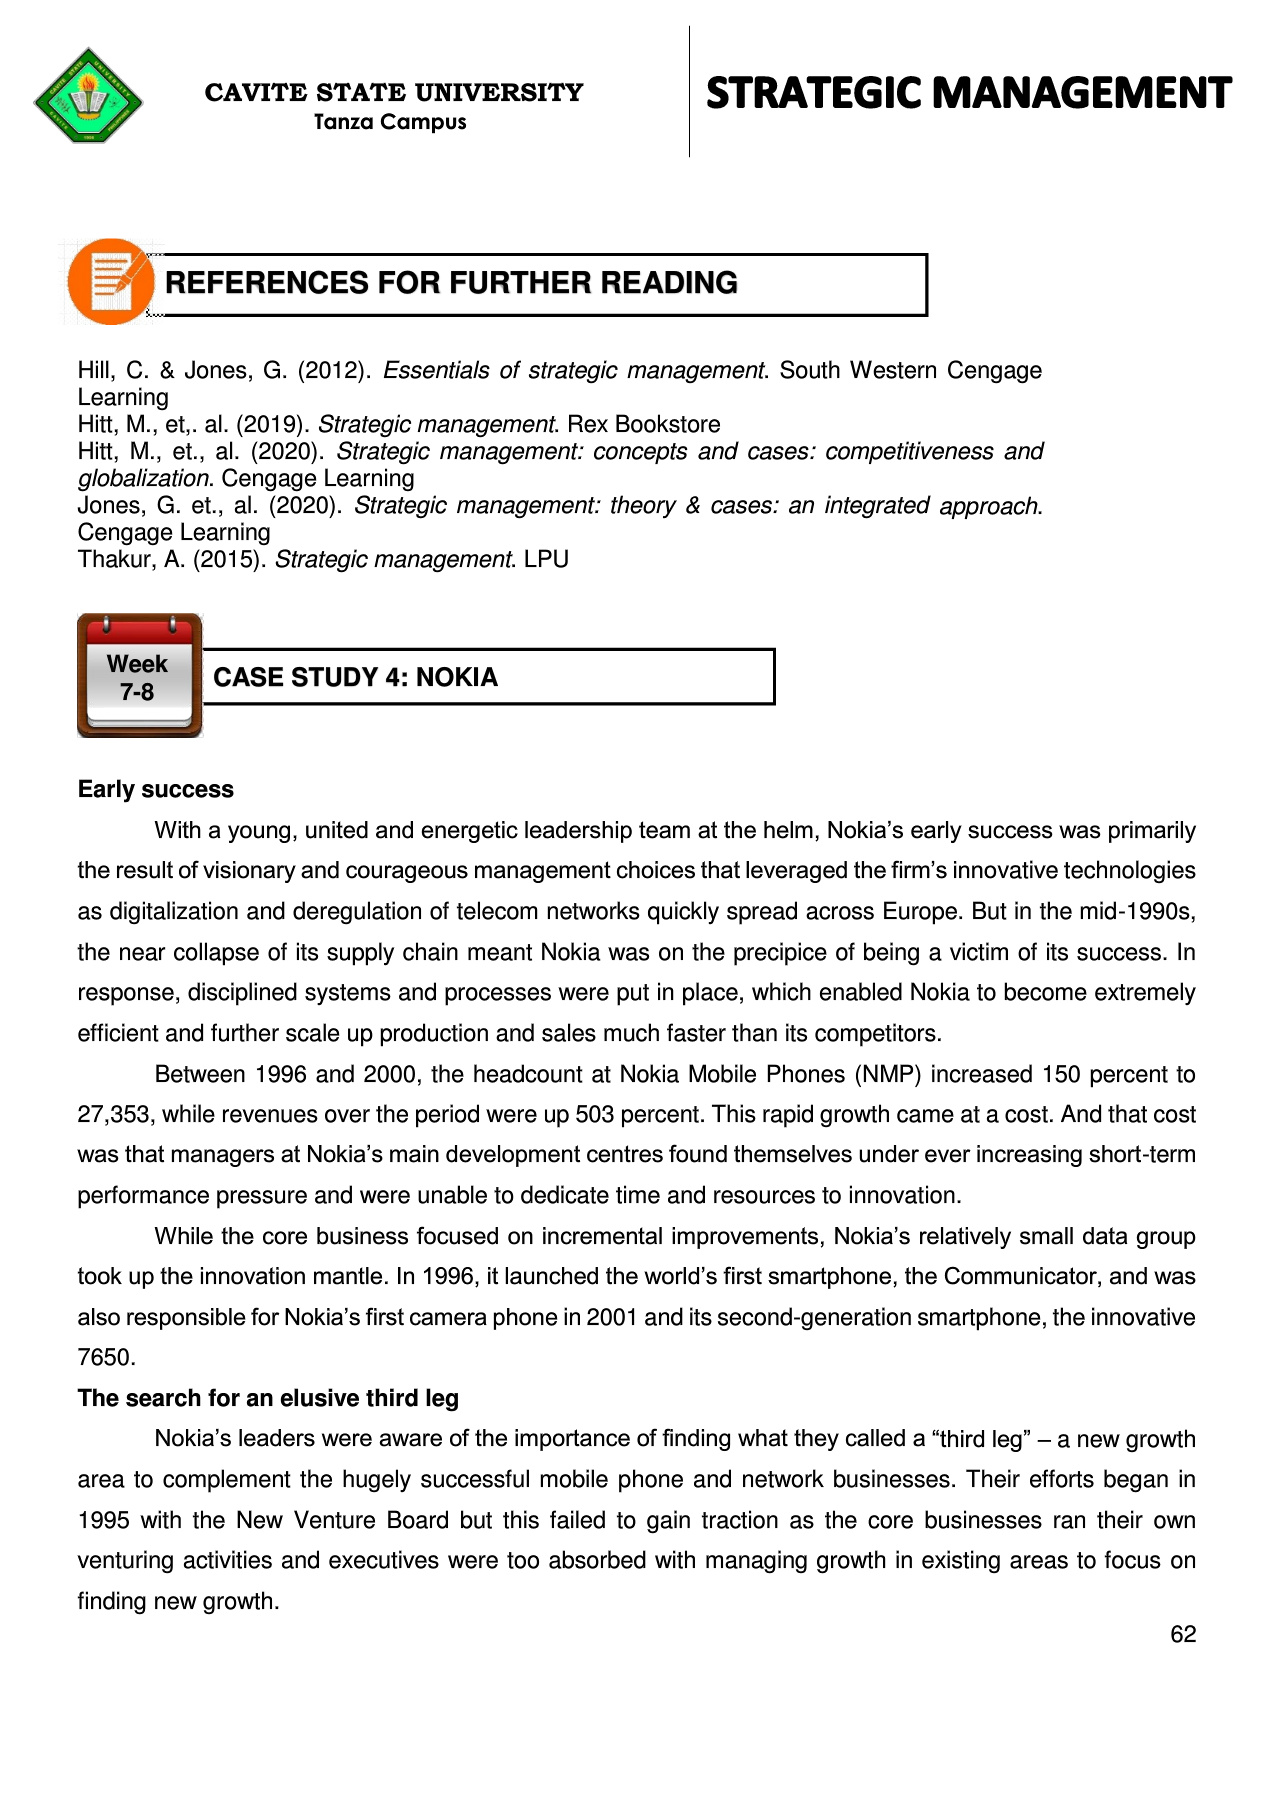 CAVITE STATE UNIVERSITY
Tanza Campus
STRATEGIC MANAGEMENT
REFERENCES FOR FURTHER READING
Hill, C. & Jones, G. (2012). Essentials of strategic management. South Western Cengage
Learning
Hitt, M., et,. al. (2019). Strategic management. Rex Bookstore
Hitt, M., et., al. (2020). Strategic management: concepts and cases: competitiveness and
globalization. Cengage Learning
Jones, G. et., al. (2020). Strategic management: theory & cases: an integrated approach.
Cengage Learning
Thakur, A. (2015). Strategic management. LPU
Week
7-8
CASE STUDY 4: NOKIA
Early success
With a young, united and energetic leadership team at the helm, Nokia’s early success was primarily
the result of visionary and courageous management choices that leveraged the firm’s innovative technologies
as digitalization and deregulation of telecom networks quickly spread across Europe. But in the mid-1990s,
the near collapse of its supply chain meant Nokia was on the precipice of being a victim of its success. In
response, disciplined systems and processes were put in place, which enabled Nokia to become extremely
efficient and further scale up production and sales much faster than its competitors.
Between 1996 and 2000, the headcount at Nokia Mobile Phones (NMP) increased 150 percent to
27,353, while revenues over the period were up 503 percent. This rapid growth came at a cost. And that cost
was that managers at Nokia’s main development centres found themselves under ever increasing short-term
performance pressure and were unable to dedicate time and resources to innovation.
While the core business focused on incremental improvements, Nokia’s relatively small data group
took up the innovation mantle. In 1996, it launched the world’s first smartphone, the Communicator, and was
also responsible for Nokia’s first camera phone in 2001 and its second-generation smartphone, the innovative
7650.
The search for an elusive third leg
Nokia’s leaders were aware of the importance of finding what they called a “third leg” – a new growth
area to complement the hugely successful mobile phone and network businesses. Their efforts began in
1995 with the New Venture Board but this failed to gain traction as the core businesses ran their own
venturing activities and executives were too absorbed with managing growth in existing areas to focus on
finding new growth.
62